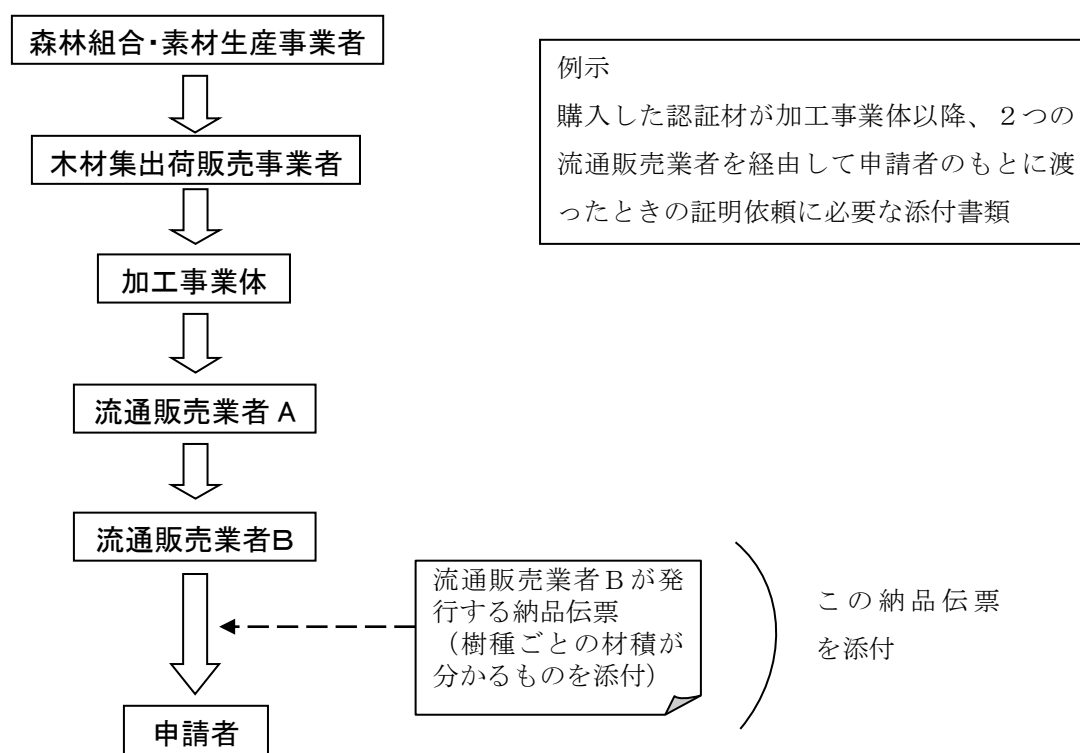 森林組合・素材生産事業者
例示
購入した認証材が加工事業体以降、２つの
流通販売業者を経由して申請者のもとに渡
ったときの証明依頼に必要な添付書類
木材集出荷販売事業者
加工事業体
流通販売業者 A
流通販売業者B
流通販売業者Ｂが発
行する納品伝票
（樹種ごとの材積が
分かるものを添付）
この納品伝票
を添付
申請者